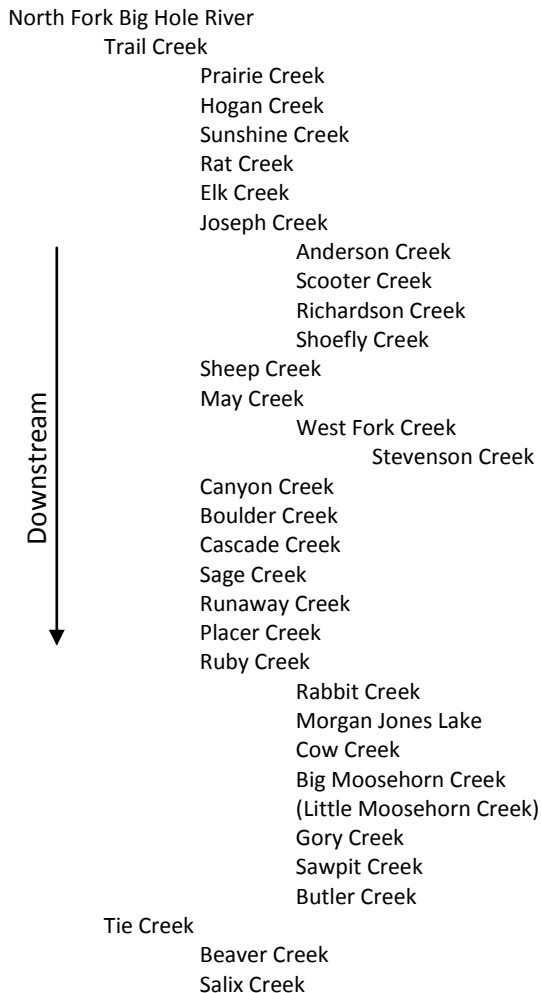 North Fork Big Hole River
Trail Creek
Prairie Creek
Hogan Creek
Sunshine Creek
Rat Creek
Elk Creek
Joseph Creek
Anderson Creek
Scooter Creek
Richardson Creek
Shoefly Creek
Sheep Creek
May Creek
West Fork Creek
Stevenson Creek
Canyon Creek
Boulder Creek
Cascade Creek
Sage Creek
Runaway Creek
Placer Creek
Ruby Creek
Rabbit Creek
Morgan Jones Lake
Cow Creek
Big Moosehorn Creek
(Little Moosehorn Creek)
Gory Creek
Sawpit Creek
Butler Creek
Tie Creek
Beaver Creek
Salix Creek
Downstream